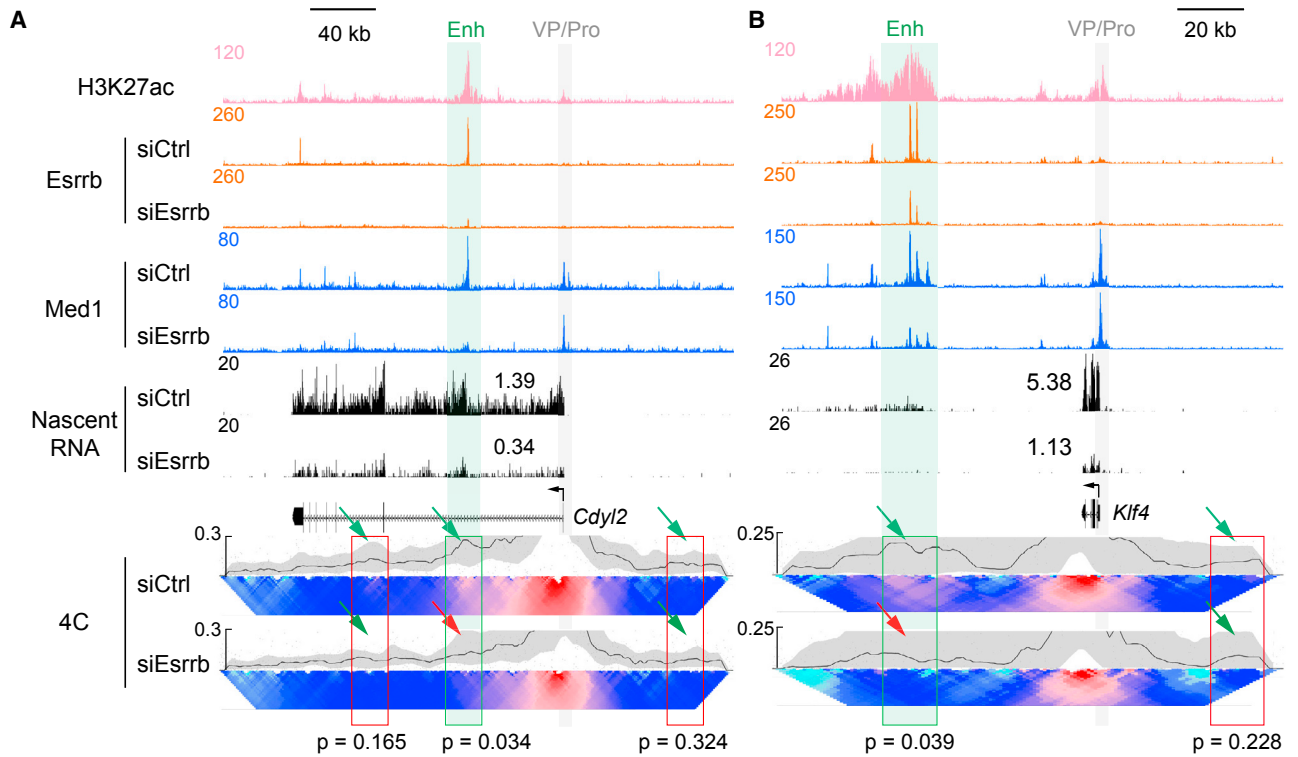 A
40 kb
Enh
VP/Pro
H3K27ac
120
Esrrb
siCtrl
260
siEsrrb
260
Med1
siCtrl
80
siEsrrb
80
Nascent
RNA
siCtrl
20
1.39
siEsrrb
20
0.34
Cdyl2
4C
siCtrl
0.3
siEsrrb
0.3
p = 0.165
p = 0.034
p = 0.324
B
Enh
VP/Pro
20 kb
120
250
250
150
150
26
5.38
26
1.13
Klf4
0.25
0.25
p = 0.039
p = 0.228